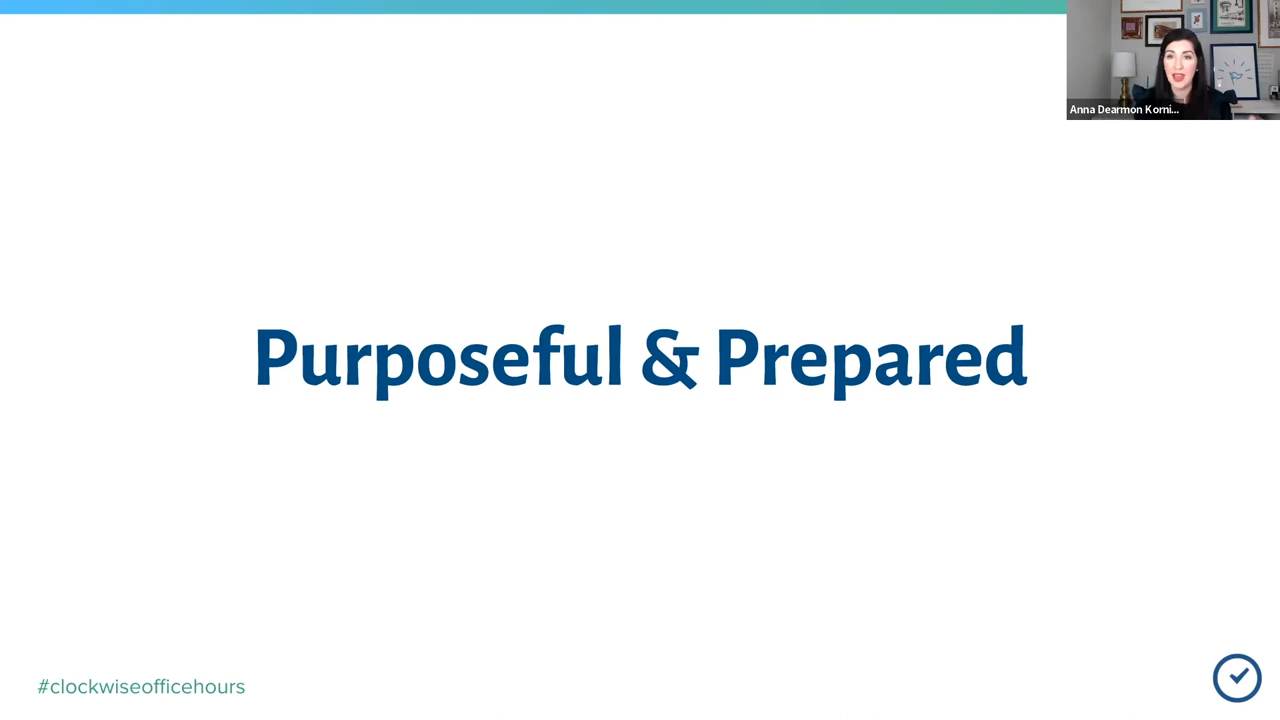 Anna Dearmon Korni...
Purposeful & Prepared
#clockwiseofficehours